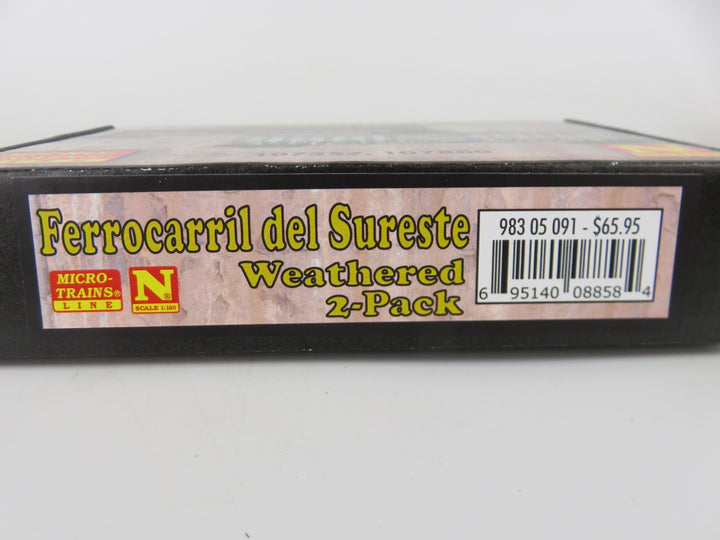 Ferrocarril del Sureste
Weathered
2-Pack
MICRO-
TRAINS®
LINE
N®
SCALE 1:160
983 05 091 - $65.95
6 95140 08858 4